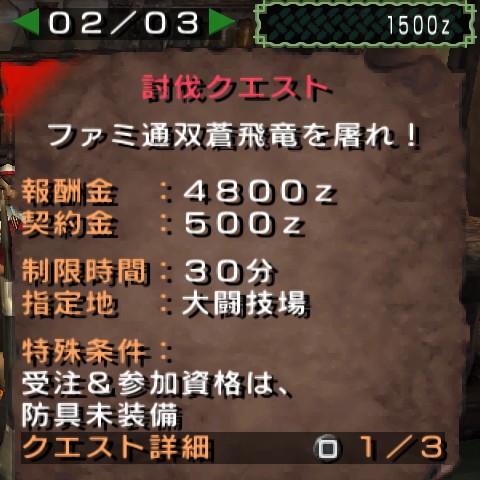 02/03
1500z
討伐クエスト
ファミ通双蒼飛竜を屠れ！
報酬金 ：4800z
契約金 ：500z
制限時間：30分
指定地 ：大闘技場
特殊条件：
受注＆参加資格は、
防具未装備
クエスト詳細 1/3